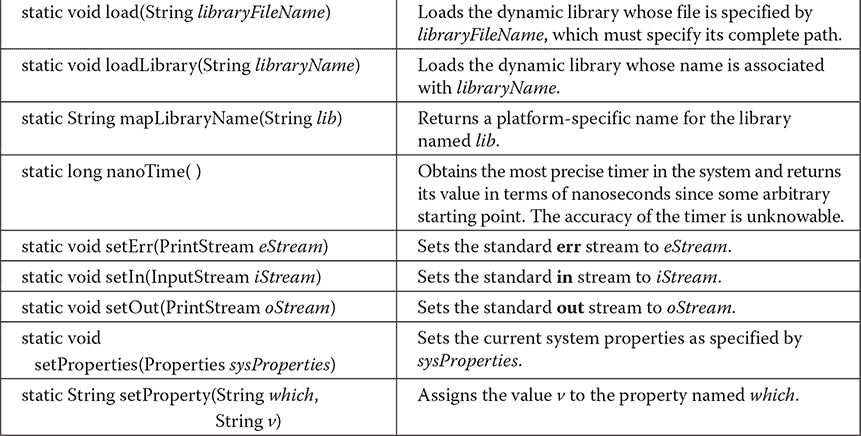 static void load(String libraryFileName)
Loads the dynamic library whose file is specified by
libraryFileName, which must specify its complete path.
static void loadLibrary(String libraryName)
Loads the dynamic library whose name is associated
with libraryName.
static String mapLibraryName(String lib)
Returns a platform-specific name for the library
named lib.
static long nanoTime( )
Obtains the most precise timer in the system and returns
its value in terms of nanoseconds since some arbitrary
starting point. The accuracy of the timer is unknowable.
static void setErr(PrintStream eStream)
Sets the standard err stream to eStream.
static void setIn(InputStream iStream)
Sets the standard in stream to iStream.
static void setOut(PrintStream oStream)
Sets the standard out stream to oStream.
static void
setProperties(Properties sysProperties)
Sets the current system properties as specified by
sysProperties.
static String setProperty(String which,
String v)
Assigns the value v to the property named which.